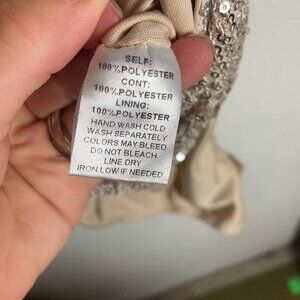 SELF:
100%POLYESTER
CONT:
100%POLYESTER
LINING:
100%POLYESTER
HAND WASH COLD
WASH SEPARATELY
COLORS MAY BLEED
DO NOT BLEACH
LINE DRY
IRON LOW IF NEEDED